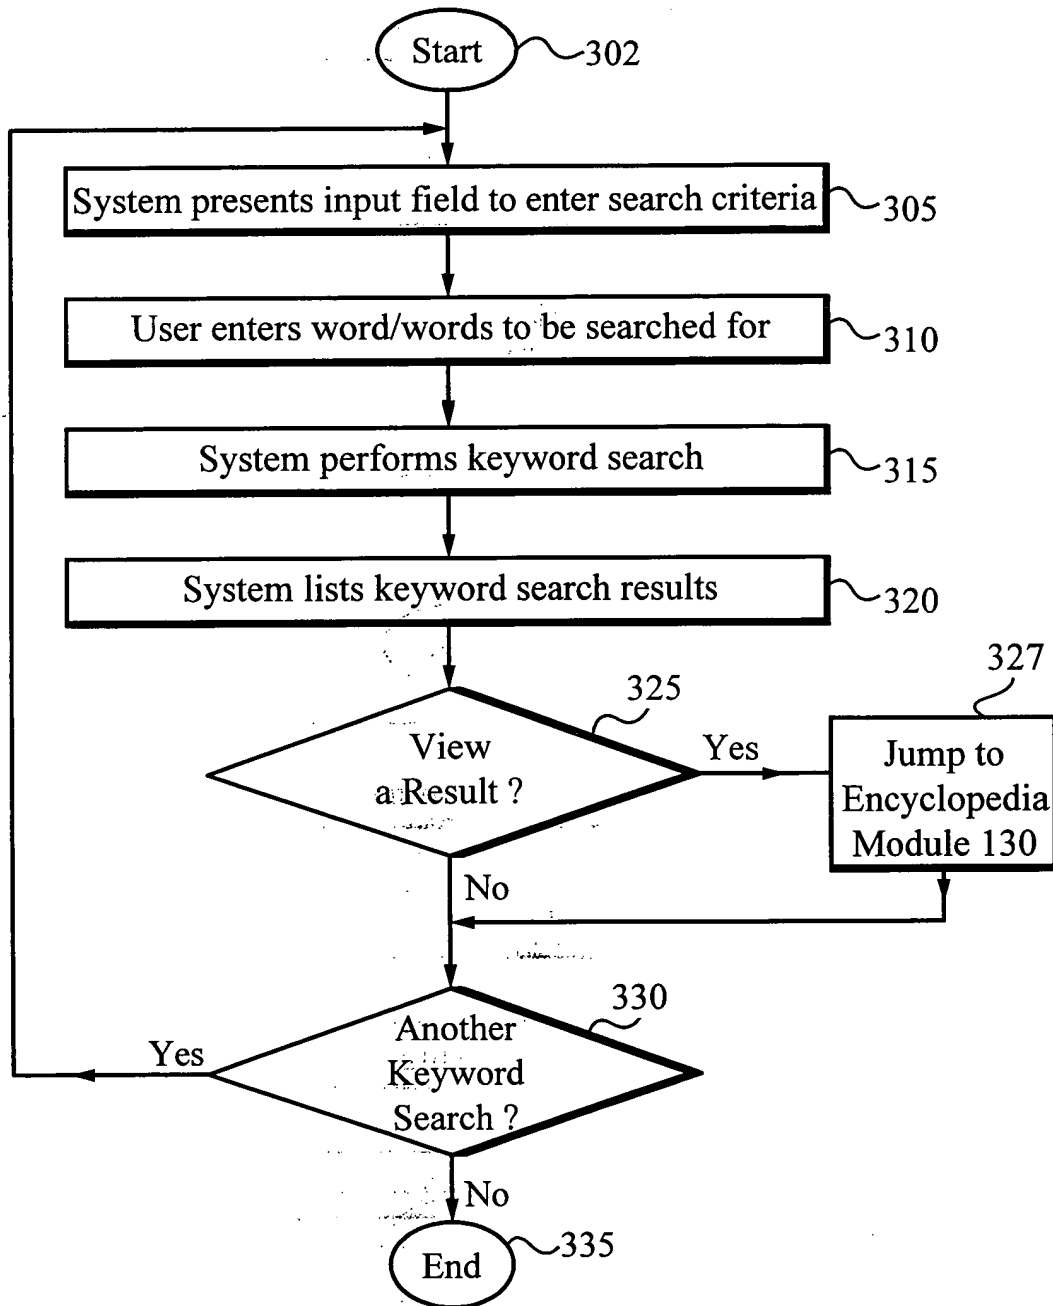 Start
302
System presents input field to enter search criteria
305
User enters word/words to be searched for
310
System performs keyword search
315
System lists keyword search results
320
325
327
View
a Result ?
Yes
Jump to
Encyclopedia
Module 130
No
330
Another
Keyword
Search ?
Yes
No
End
335